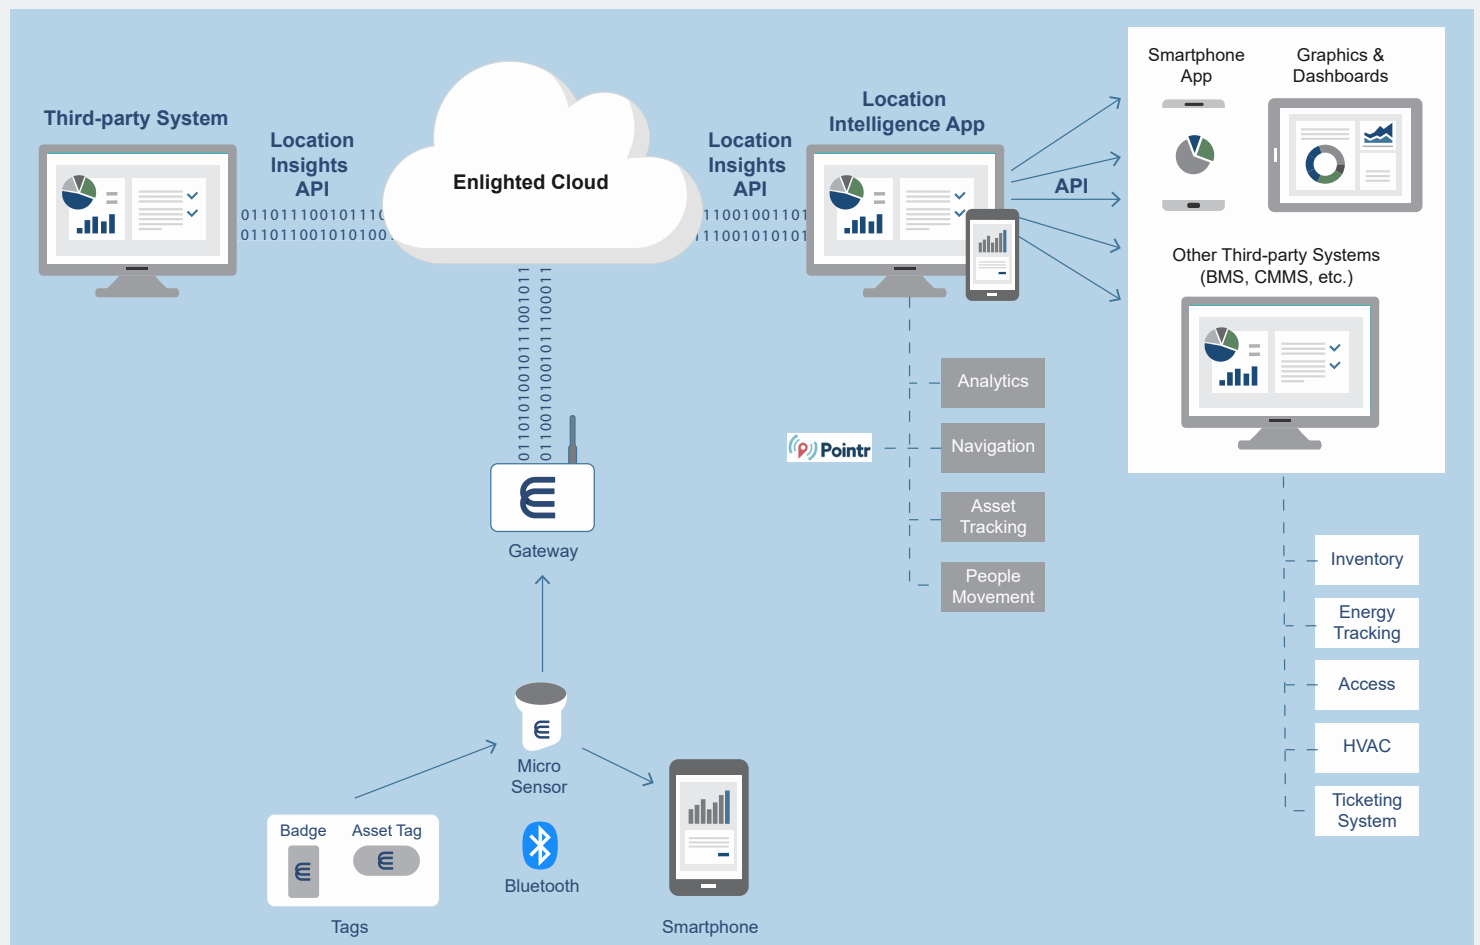 Third-party System
Location
Insights
API
011011100101110
011011001010100
Enlighted Cloud
Location
Insights
API
11001001101
1110010101101
Location
Intelligence App
API
Smartphone
App
Graphics &
Dashboards
Other Third-party Systems
(BMS, CMMS, etc.)
Analytics
Pointr
Navigation
Asset
Tracking
People
Movement
Inventory
Energy
Tracking
Access
HVAC
Ticketing
System
Gateway
Micro
Sensor
Bluetooth
Badge
Asset Tag
Tags
Smartphone